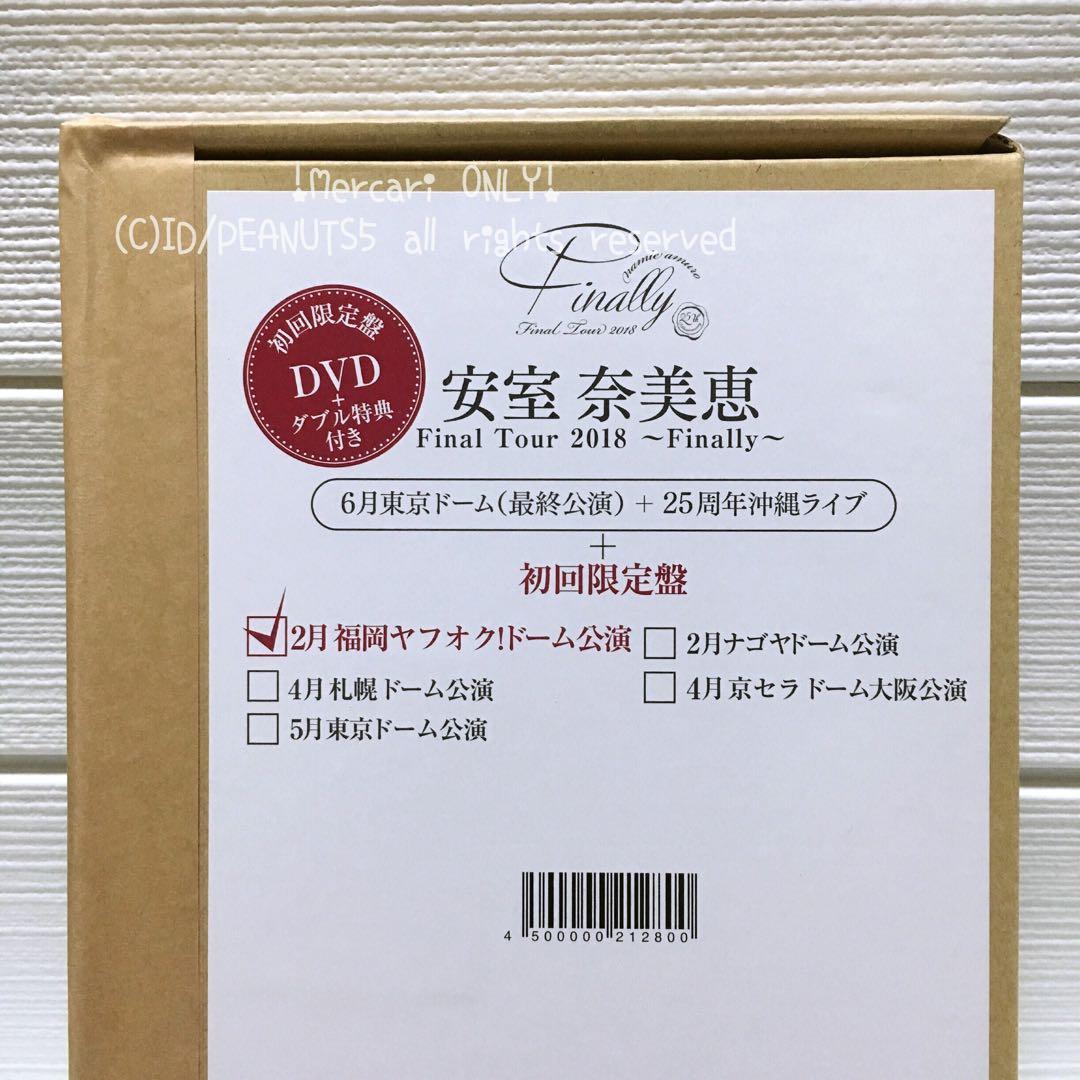 !Mercari ONLY!
(C)ID/PEANUTS5 all rights reserved
namie amuro
Finally
25th
Final Tour 2018
初回限定盤
DVD
+
ダブル特典
付き
安室 奈美恵
Final Tour 2018 ～Finally～
6月東京ドーム(最終公演) + 25周年沖縄ライブ
+
初回限定盤
2月福岡ヤフオク!ドーム公演
2月ナゴヤドーム公演
4月札幌ドーム公演
4月京セラドーム大阪公演
5月東京ドーム公演
4 500000 212800